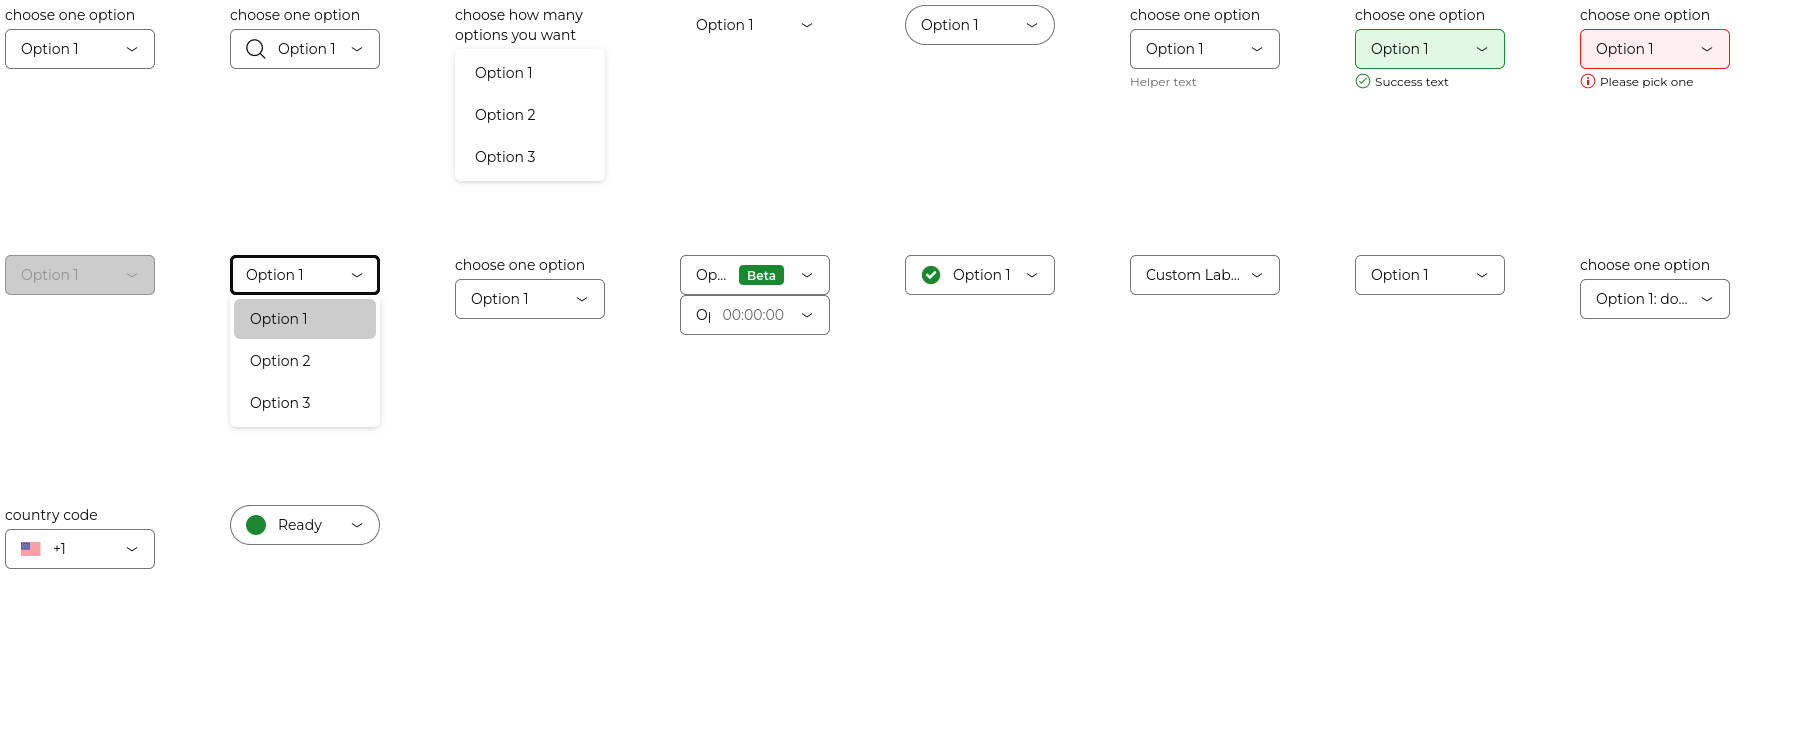 choose one option
Option 1
choose one option
Option 1
choose how many
options you want
Option 1
Option 2
Option 3
Option 1
Option 1
choose one option
Option 1
Helper text
choose one option
Option 1
Success text
choose one option
Option 1
Please pick one
Option 1
Option 1
Option 1
Option 2
Option 3
choose one option
Option 1
Op... Beta
00:00:00
Option 1
Custom Lab...
Option 1
choose one option
Option 1: do...
country code
+1
Ready